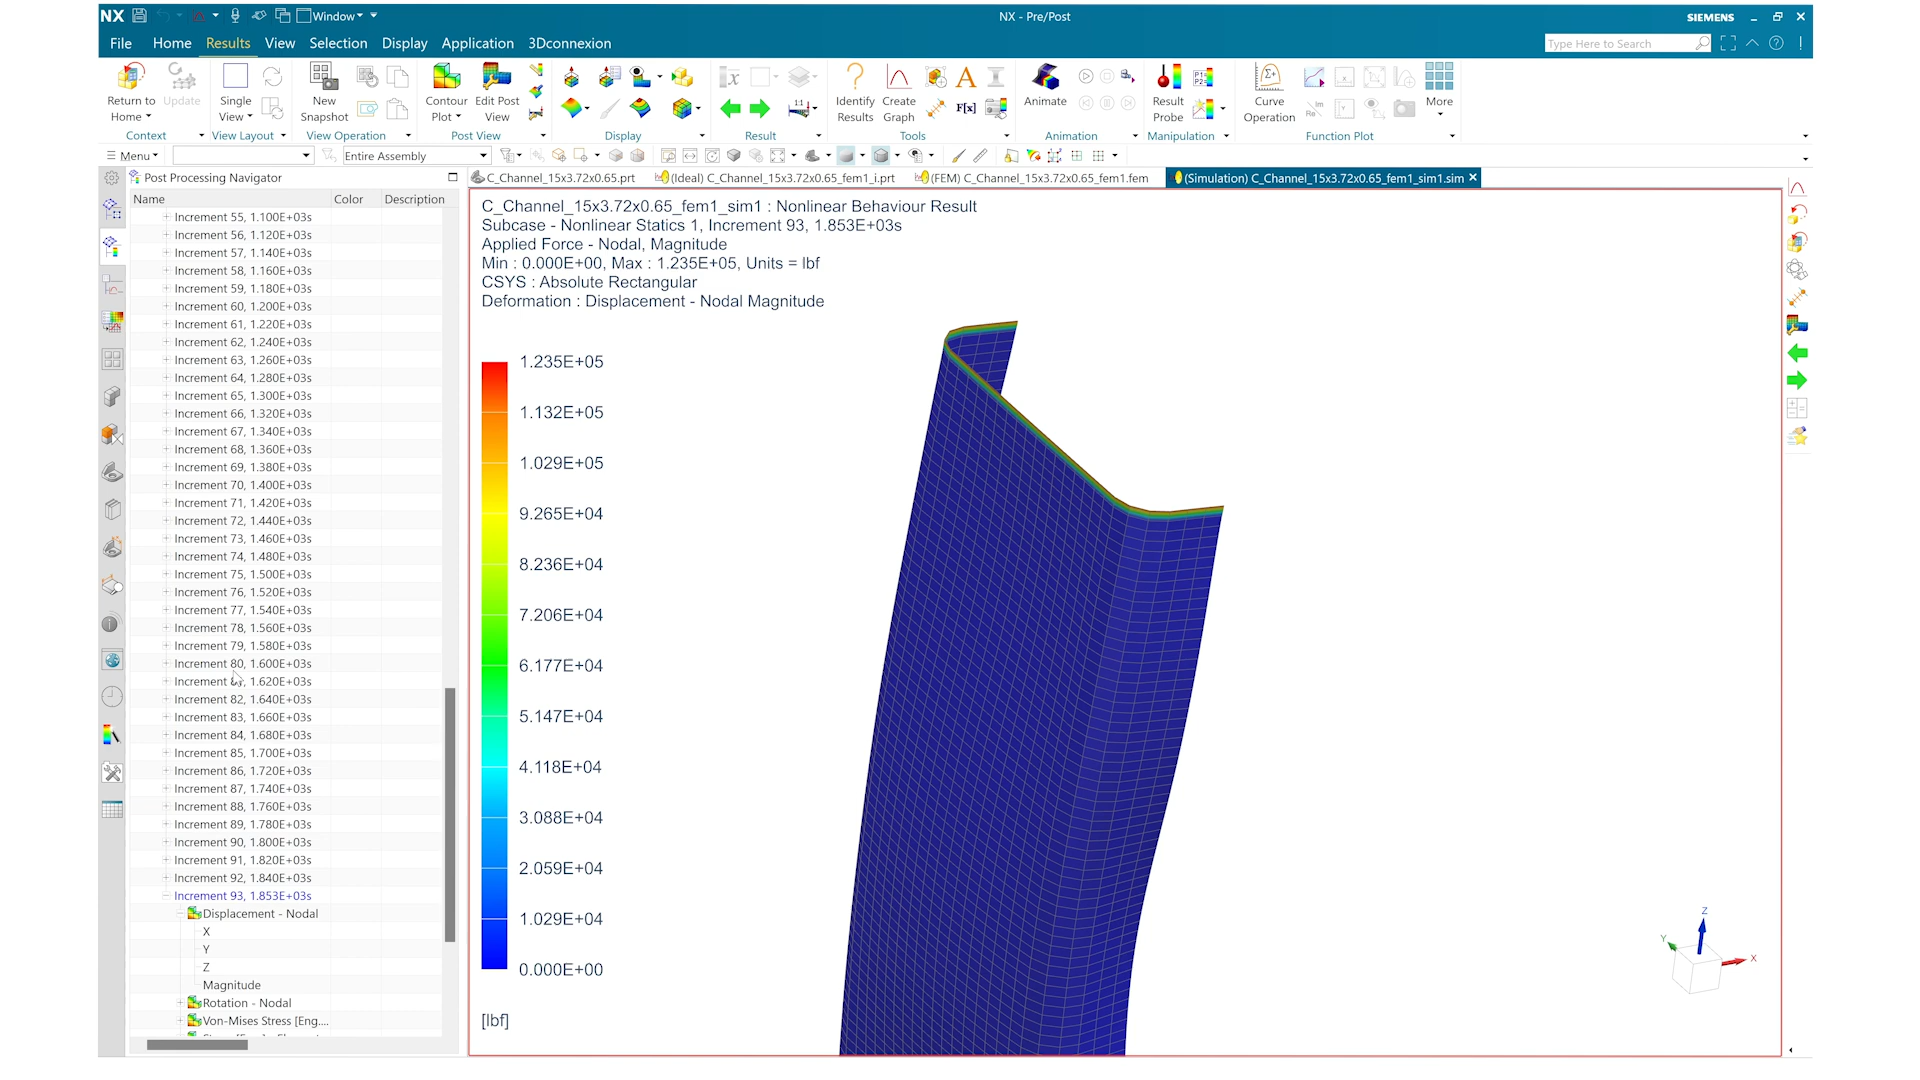 NX
Window
NX - Pre/Post
SIEMENS
File Home Results View Selection Display Application 3Dconnexion
Type Here to Search
Return to Home
Update
Single View
New Snapshot
Contour Plot
Edit Post View
Identify Results
Create Graph
Animate
Result Probe
Curve Operation
More
Context View Layout View Operation Post View Display Result Tools Animation Manipulation Function Plot
Menu
Entire Assembly
Post Processing Navigator
C_Channel_15x3.72x0.65.prt
(Ideal) C_Channel_15x3.72x0.65_fem1_i.prt
(FEM) C_Channel_15x3.72x0.65_fem1.fem
(Simulation) C_Channel_15x3.72x0.65_fem1_sim1.sim
Name Color Description
Increment 55, 1.100E+03s
Increment 56, 1.120E+03s
Increment 57, 1.140E+03s
Increment 58, 1.160E+03s
Increment 59, 1.180E+03s
Increment 60, 1.200E+03s
Increment 61, 1.220E+03s
Increment 62, 1.240E+03s
Increment 63, 1.260E+03s
Increment 64, 1.280E+03s
Increment 65, 1.300E+03s
Increment 66, 1.320E+03s
Increment 67, 1.340E+03s
Increment 68, 1.360E+03s
Increment 69, 1.380E+03s
Increment 70, 1.400E+03s
Increment 71, 1.420E+03s
Increment 72, 1.440E+03s
Increment 73, 1.460E+03s
Increment 74, 1.480E+03s
Increment 75, 1.500E+03s
Increment 76, 1.520E+03s
Increment 77, 1.540E+03s
Increment 78, 1.560E+03s
Increment 79, 1.580E+03s
Increment 80, 1.600E+03s
Increment 1.620E+03s
Increment 82, 1.640E+03s
Increment 83, 1.660E+03s
Increment 84, 1.680E+03s
Increment 85, 1.700E+03s
Increment 86, 1.720E+03s
Increment 87, 1.740E+03s
Increment 88, 1.760E+03s
Increment 89, 1.780E+03s
Increment 90, 1.800E+03s
Increment 91, 1.820E+03s
Increment 92, 1.840E+03s
Increment 93, 1.853E+03s
Displacement - Nodal
X
Y
Z
Magnitude
Rotation - Nodal
Von-Mises Stress [Eng....
C_Channel_15x3.72x0.65_fem1_sim1 : Nonlinear Behaviour Result
Subcase - Nonlinear Statics 1, Increment 93, 1.853E+03s
Applied Force - Nodal, Magnitude
Min : 0.000E+00, Max : 1.235E+05, Units = lbf
CSYS : Absolute Rectangular
Deformation : Displacement - Nodal Magnitude
1.235E+05
1.132E+05
1.029E+05
9.265E+04
8.236E+04
7.206E+04
6.177E+04
5.147E+04
4.118E+04
3.088E+04
2.059E+04
1.029E+04
0.000E+00
[lbf]
Z
Y
X